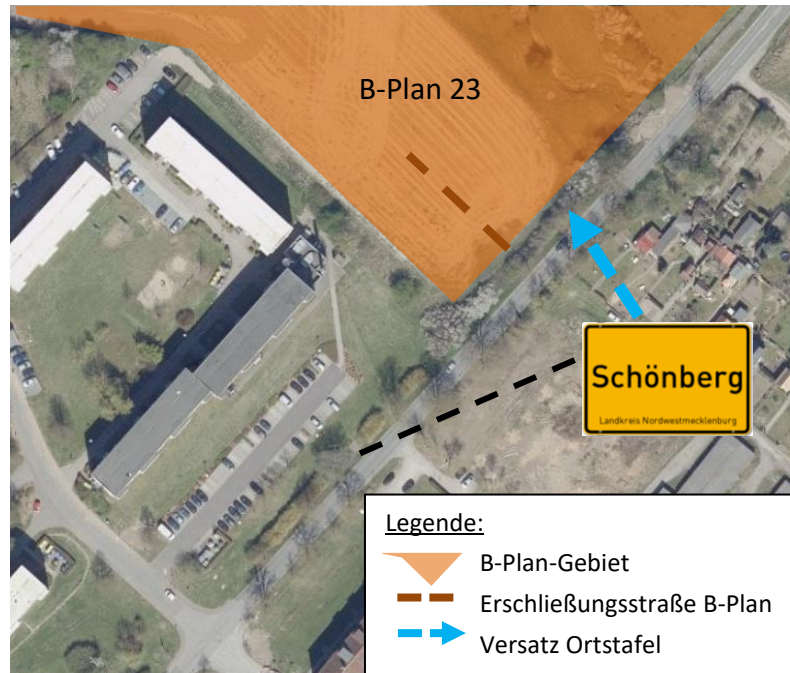 B-Plan 23
Schönberg
Landkreis Nordwestmecklenburg
Legende:
B-Plan-Gebiet
Erschließungsstraße B-Plan
Versatz Ortstafel